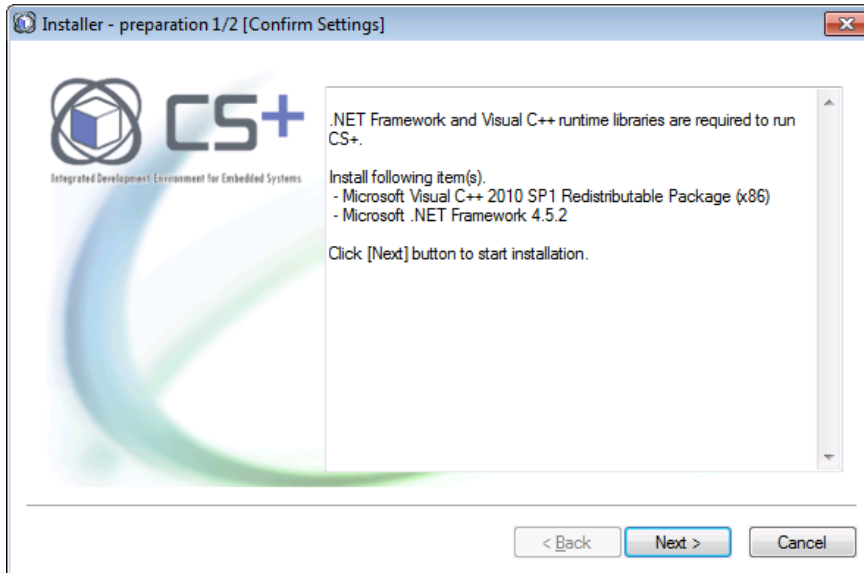 Installer - preparation 1/2 [Confirm Settings]
CS+
Integrated Development Environment for Embedded Systems
.NET Framework and Visual C++ runtime libraries are required to run
CS+.
Install following item(s).
- Microsoft Visual C++ 2010 SP1 Redistributable Package (x86)
- Microsoft .NET Framework 4.5.2
Click [Next] button to start installation.
< Back
Next >
Cancel